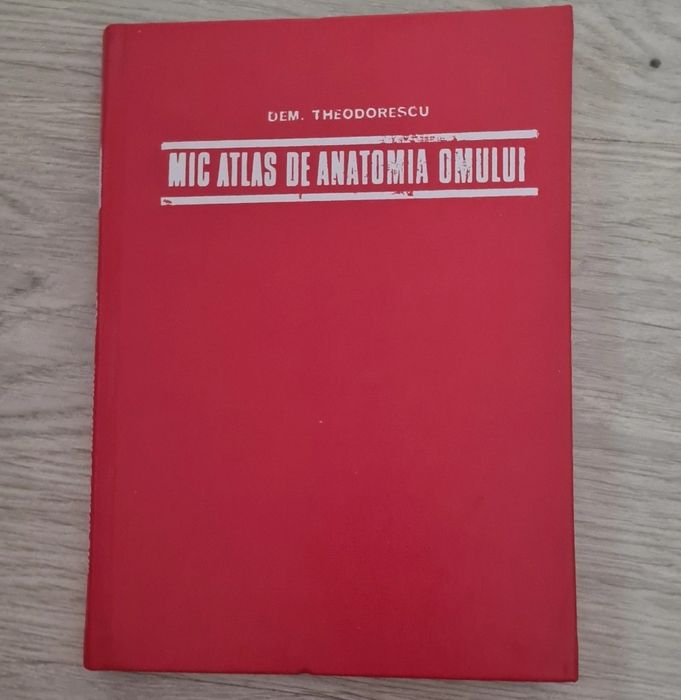 DEM. THEODORESCU
MIC ATLAS DE ANATOMIA OMULUI